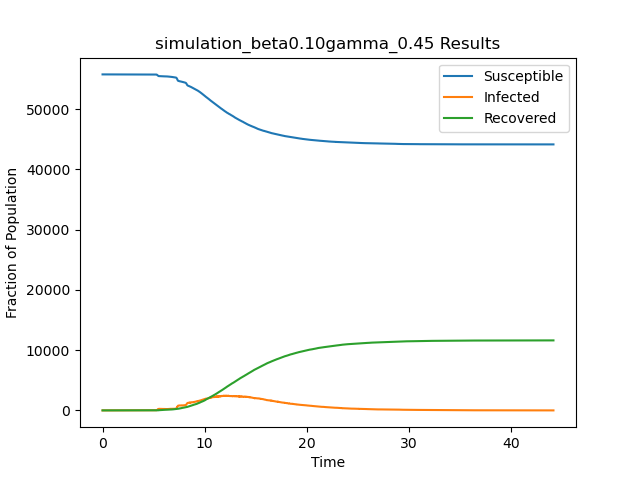 simulation_beta0.10gamma_0.45 Results
Susceptible
Infected
Recovered
Fraction of Population
50000
40000
30000
20000
10000
0
0 10 20 30 40
Time